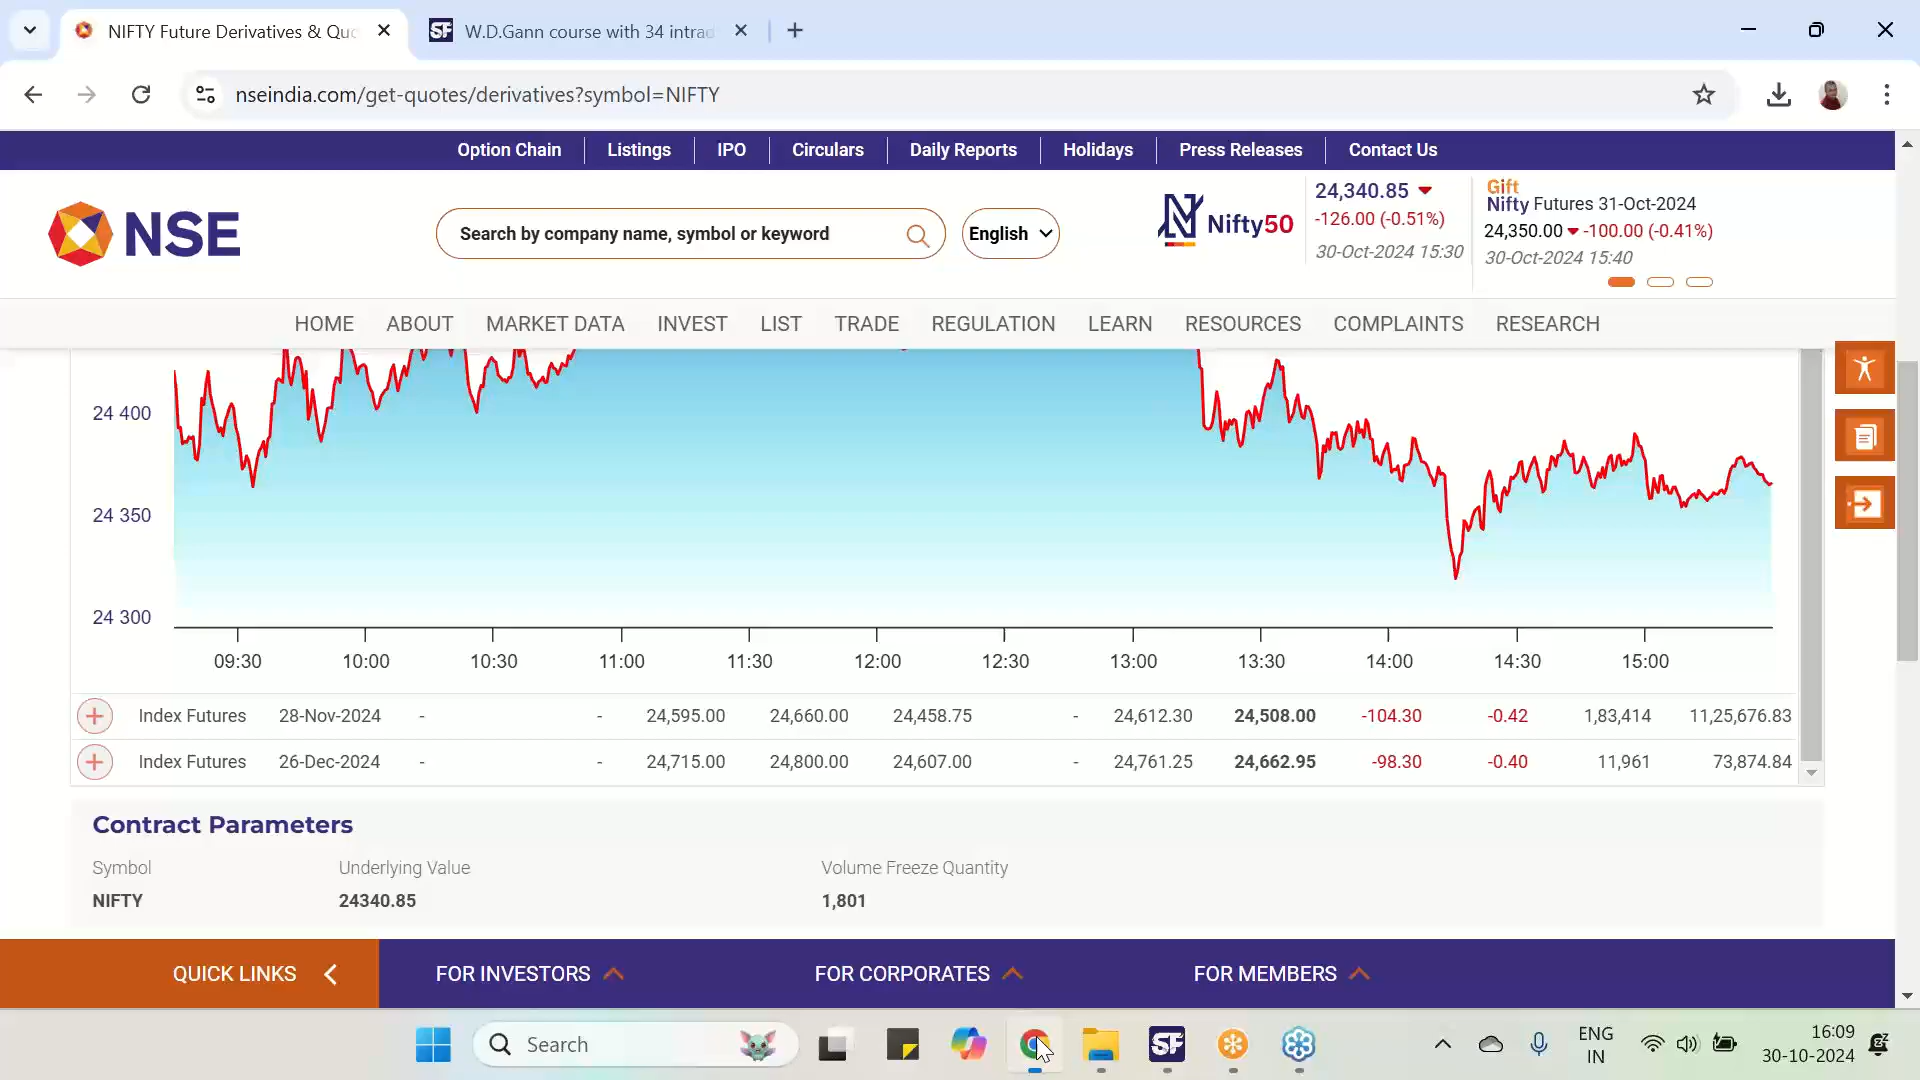 NIFTY Future Derivatives & Quo
W.D.Gann course with 34 intrad
nseindia.com/get-quotes/derivatives?symbol=NIFTY
Option Chain Listings IPO Circulars Daily Reports Holidays Press Releases Contact Us
NSE
Search by company name, symbol or keyword
English
Nifty50
24,340.85
-126.00 (-0.51%)
30-Oct-2024 15:30
Gift
Nifty Futures 31-Oct-2024
24,350.00 -100.00 (-0.41%)
30-Oct-2024 15:40
HOME ABOUT MARKET DATA INVEST LIST TRADE REGULATION LEARN RESOURCES COMPLAINTS RESEARCH
24 400
24 350
24 300
09:30 10:00 10:30 11:00 11:30 12:00 12:30 13:00 13:30 14:00 14:30 15:00
Index Futures 28-Nov-2024 - - 24,595.00 24,660.00 24,458.75 - 24,612.30 24,508.00 -104.30 -0.42 1,83,414 11,25,676.83
Index Futures 26-Dec-2024 - - 24,715.00 24,800.00 24,607.00 - 24,761.25 24,662.95 -98.30 -0.40 11,961 73,874.84
Contract Parameters
Symbol Underlying Value Volume Freeze Quantity
NIFTY 24340.85 1,801
QUICK LINKS FOR INVESTORS FOR CORPORATES FOR MEMBERS
Search
SF
ENG
IN
16:09
30-10-2024